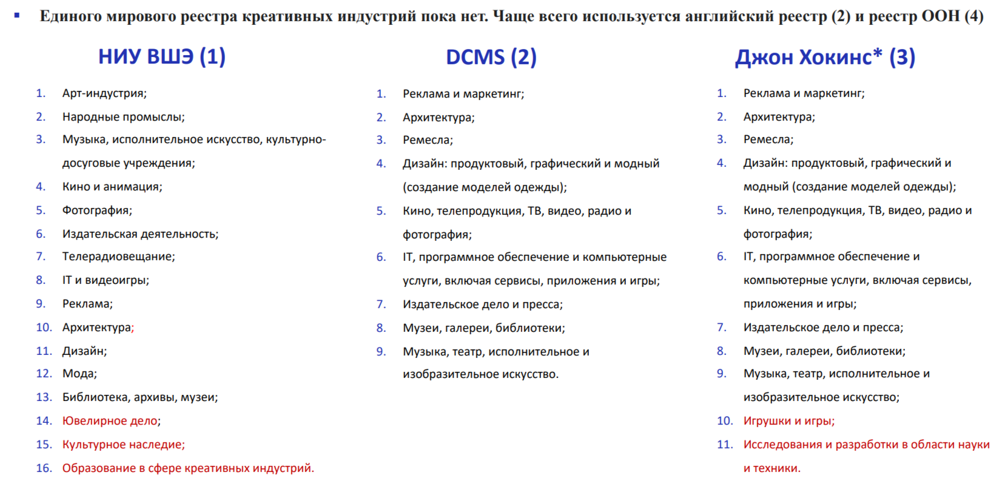 ▪ Единого мирового реестра креативных индустрий пока нет. Чаще всего используется английский реестр (2) и реестр ООН (4)
НИУ ВШЭ (1)
1. Арт-индустрия;
2. Народные промыслы;
3. Музыка, исполнительное искусство, культурно-
досуговые учреждения;
4. Кино и анимация;
5. Фотография;
6. Издательская деятельность;
7. Телерадиовещание;
8. IT и видеоигры;
9. Реклама;
10. Архитектура;
11. Дизайн;
12. Мода;
13. Библиотека, архивы, музеи;
14. Ювелирное дело;
15. Культурное наследие;
16. Образование в сфере креативных индустрий.
DCMS (2)
1. Реклама и маркетинг;
2. Архитектура;
3. Ремесла;
4. Дизайн: продуктовый, графический и модный
(создание моделей одежды);
5. Кино, телепродукция, ТВ, видео, радио и
фотография;
6. IT, программное обеспечение и компьютерные
услуги, включая сервисы, приложения и игры;
7. Издательское дело и пресса;
8. Музеи, галереи, библиотеки;
9. Музыка, театр, исполнительное и
изобразительное искусство.
Джон Хокинс* (3)
1. Реклама и маркетинг;
2. Архитектура;
3. Ремесла;
4. Дизайн: продуктовый, графический и
модный (создание моделей одежды);
5. Кино, телепродукция, ТВ, видео, радио и
фотография;
6. IT, программное обеспечение и
компьютерные услуги, включая сервисы,
приложения и игры;
7. Издательское дело и пресса;
8. Музеи, галереи, библиотеки;
9. Музыка, театр, исполнительное и
изобразительное искусство;
10. Игрушки и игры;
11. Исследования и разработки в области науки
и техники.